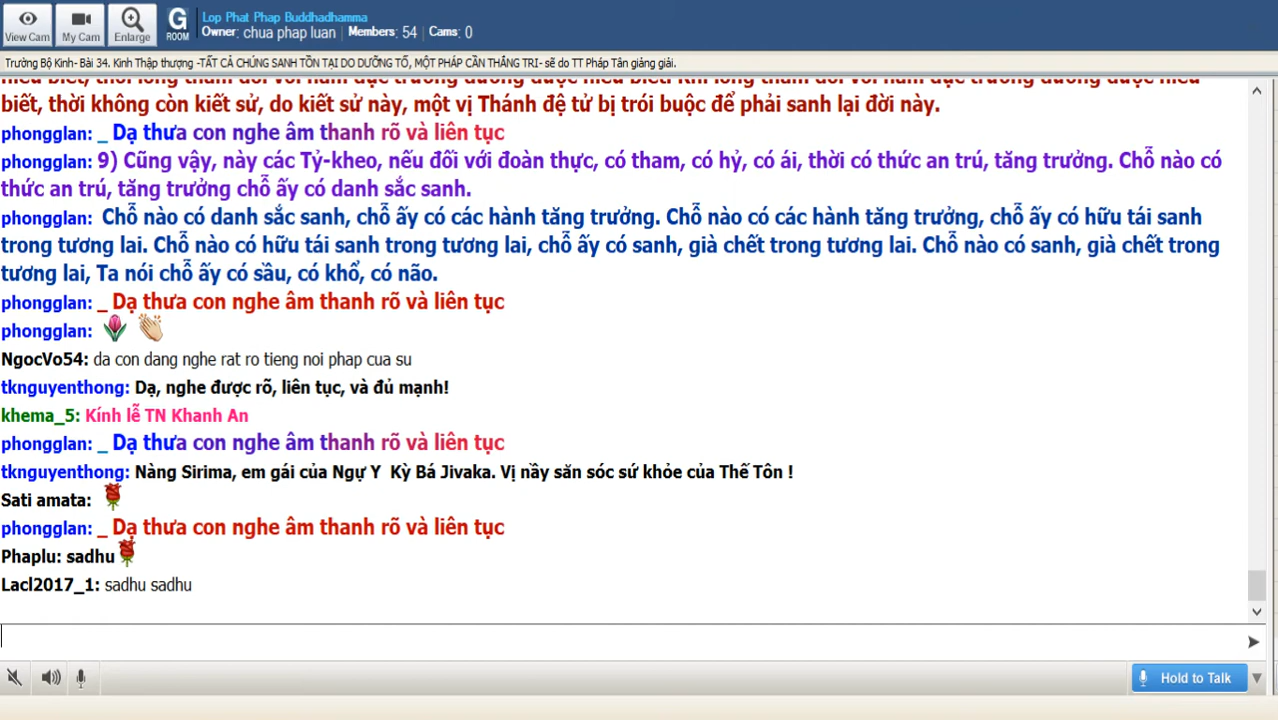 Lop Phat Phap Buddhadhamma
View Cam
My Cam
Enlarge
G
ROOM
Owner: chua phap luan | Members: 54 | Cams: 0
Trường Bộ Kinh- Bài 34. Kinh Thập thượng -TẤT CẢ CHÚNG SANH TỒN TẠI DO DƯỠNG TỐ, MỘT PHÁP CẦN THẮNG TRI- sẽ do TT Pháp Tân giảng giải.
biết, thời không còn kiết sử, do kiết sử này, một vị Thánh đệ tử bị trói buộc để phải sanh lại đời này.
phongglan: _ Dạ thưa con nghe âm thanh rõ và liên tục
phongglan: 9) Cũng vậy, này các Tỷ-kheo, nếu đối với đoàn thực, có tham, có hỷ, có ái, thời có thức an trú, tăng trưởng. Chỗ nào có
thức an trú, tăng trưởng chỗ ấy có danh sắc sanh.
phongglan: Chỗ nào có danh sắc sanh, chỗ ấy có các hành tăng trưởng. Chỗ nào có các hành tăng trưởng, chỗ ấy có hữu tái sanh
trong tương lai. Chỗ nào có hữu tái sanh trong tương lai, chỗ ấy có sanh, già chết trong tương lai. Chỗ nào có sanh, già chết trong
tương lai, Ta nói chỗ ấy có sầu, có khổ, có não.
phongglan: _ Dạ thưa con nghe âm thanh rõ và liên tục
phongglan:
NgocVo54: da con dang nghe rat ro tieng noi phap cua su
tknguyenthong: Dạ, nghe được rõ, liên tục, và đủ mạnh!
khema_5: Kính lễ TN Khanh An
phongglan: _ Dạ thưa con nghe âm thanh rõ và liên tục
tknguyenthong: Nàng Sirima, em gái của Ngự Y Kỳ Bá Jivaka. Vị nầy săn sóc sứ khỏe của Thế Tôn !
Sati amata:
phongglan: _ Dạ thưa con nghe âm thanh rõ và liên tục
Phaplu: sadhu
Lacl2017_1: sadhu sadhu
Hold to Talk